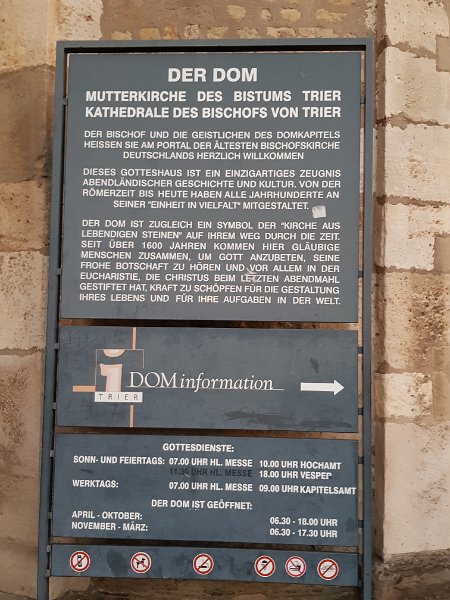 DER DOM
MUTTERKIRCHE DES BISTUMS TRIER
KATHEDRALE DES BISCHOFS VON TRIER
DER BISCHOF UND DIE GEISTLICHEN DES DOMKAPITELS
HEISSEN SIE AM PORTAL DER ÄLTESTEN BISCHOFSKIRCHE
DEUTSCHLANDS HERZLICH WILLKOMMEN
DIESES GOTTESHAUS IST EIN EINZIGARTIGES ZEUGNIS
ABENDLÄNDISCHER GESCHICHTE UND KULTUR. VON DER
RÖMERZEIT BIS HEUTE HABEN ALLE JAHRHUNDERTE AN
SEINER "EINHEIT IN VIELFALT" MITGESTALTET.
DER DOM IST ZUGLEICH EIN SYMBOL DER "KIRCHE AUS
LEBENDIGEN STEINEN" AUF IHREM WEG DURCH DIE ZEIT.
SEIT ÜBER 1600 JAHREN KOMMEN HIER GLÄUBIGE
MENSCHEN ZUSAMMEN, UM GOTT ANZUBETEN, SEINE
FROHE BOTSCHAFT ZU HÖREN UND VOR ALLEM IN DER
EUCHARISTIE, DIE CHRISTUS BEIM LETZTEN ABENDMAHL
GESTIFTET HAT, KRAFT ZU SCHÖPFEN FÜR DIE GESTALTUNG
IHRES LEBENS UND FÜR IHRE AUFGABEN IN DER WELT.
i DOM information
TRIER
GOTTESDIENSTE:
SONN- UND FEIERTAGS: 07.00 UHR HL. MESSE 10.00 UHR HOCHAMT
11.30 UHR HL. MESSE 18.00 UHR VESPER
WERKTAGS: 07.00 UHR HL. MESSE 09.00 UHR KAPITELSAMT
DER DOM IST GEÖFFNET:
APRIL - OKTOBER: 06.30 - 18.00 UHR
NOVEMBER - MÄRZ: 06.30 - 17.30 UHR